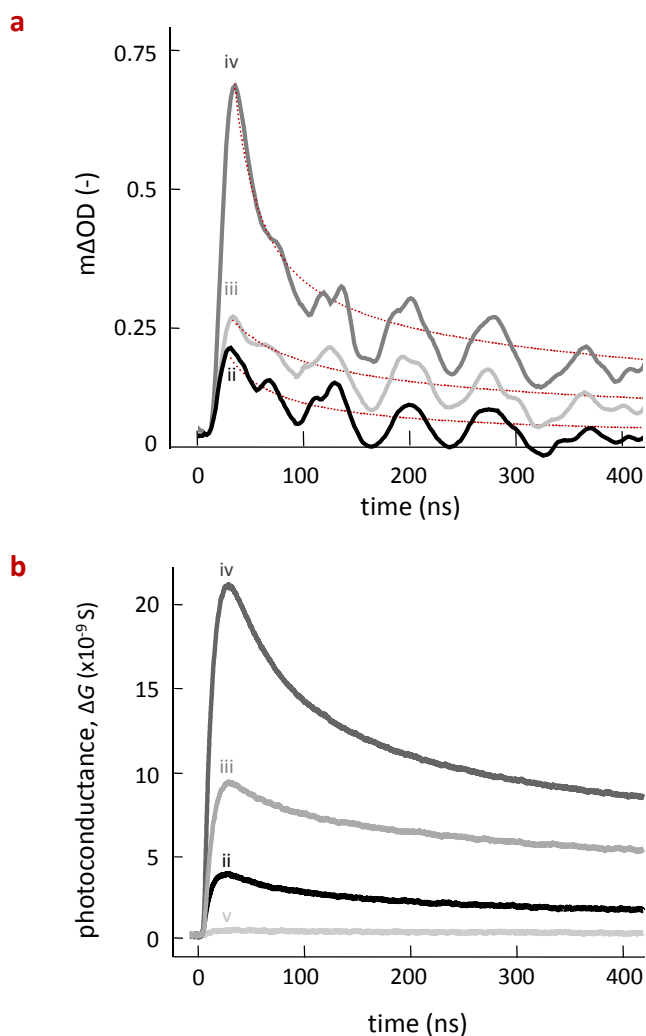 a
0.75
iv
0.5
mΔOD (-)
iii
0.25
ii
0
0 100 200 300 400
time (ns)
b
iv
20
photoconductance, ΔG (x10⁻⁹ S)
15
iii
10
5
ii
v
0
0 100 200 300 400
time (ns)